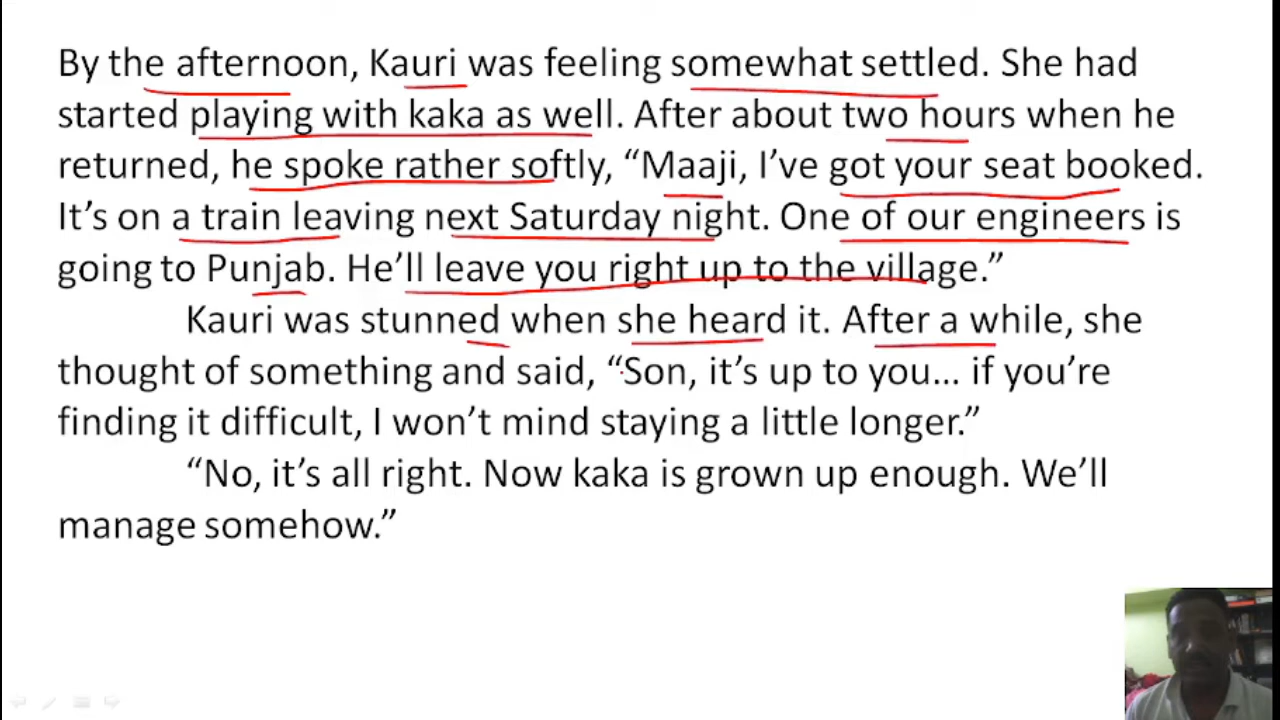 By the afternoon, Kauri was feeling somewhat settled. She had
started playing with kaka as well. After about two hours when he
returned, he spoke rather softly, “Maaji, I’ve got your seat booked.
It’s on a train leaving next Saturday night. One of our engineers is
going to Punjab. He’ll leave you right up to the village.”
Kauri was stunned when she heard it. After a while, she
thought of something and said, “Son, it’s up to you… if you’re
finding it difficult, I won’t mind staying a little longer.”
“No, it’s all right. Now kaka is grown up enough. We’ll
manage somehow.”